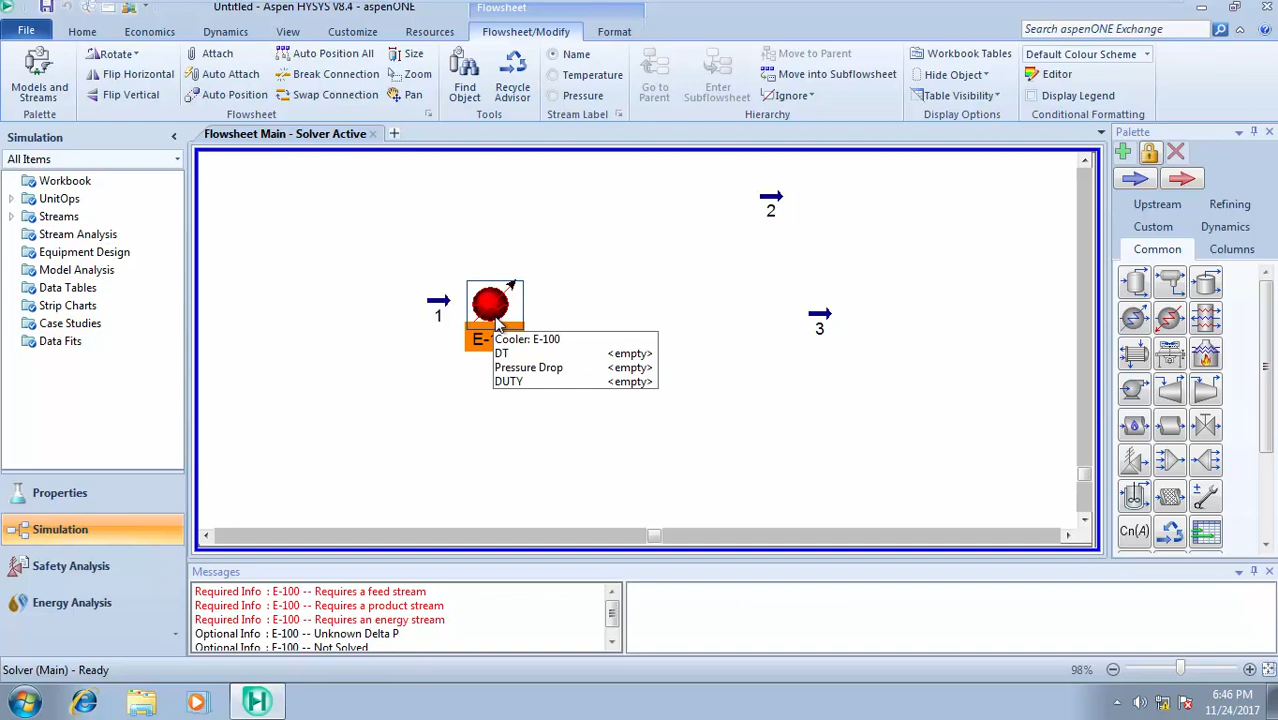 Untitled - Aspen HYSYS V8.4 - aspenONE
Flowsheet
File
Home
Economics
Dynamics
View
Customize
Resources
Flowsheet/Modify
Format
Search aspenONE Exchange
Models and Streams
Palette
Rotate
Flip Horizontal
Flip Vertical
Attach
Auto Attach
Auto Position
Auto Position All
Break Connection
Swap Connection
Size
Zoom
Pan
Flowsheet
Find Object
Recycle Advisor
Tools
Name
Temperature
Pressure
Stream Label
Go to Parent
Enter Subflowsheet
Move to Parent
Move into Subflowsheet
Ignore
Hierarchy
Workbook Tables
Hide Object
Table Visibility
Display Options
Default Colour Scheme
Editor
Display Legend
Conditional Formatting
Simulation
All Items
Workbook
UnitOps
Streams
Stream Analysis
Equipment Design
Model Analysis
Data Tables
Strip Charts
Case Studies
Data Fits
Properties
Simulation
Safety Analysis
Energy Analysis
Flowsheet Main - Solver Active
1
2
3
E-
Cooler: E-100
DT <empty>
Pressure Drop <empty>
DUTY <empty>
Palette
Upstream
Refining
Custom
Dynamics
Common
Columns
Cn(A)
Messages
Required Info : E-100 -- Requires a feed stream
Required Info : E-100 -- Requires a product stream
Required Info : E-100 -- Requires an energy stream
Optional Info : E-100 -- Unknown Delta P
Optional Info : E-100 -- Not Solved
Solver (Main) - Ready
98%
6:46 PM
11/24/2017